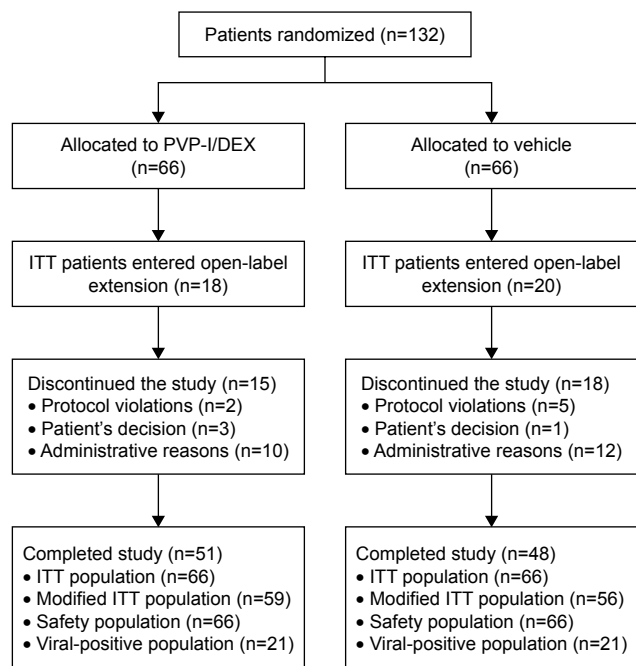 Patients randomized (n=132)
Allocated to PVP-I/DEX
(n=66)
Allocated to vehicle
(n=66)
ITT patients entered open-label
extension (n=18)
ITT patients entered open-label
extension (n=20)
Discontinued the study (n=15)
• Protocol violations (n=2)
• Patient's decision (n=3)
• Administrative reasons (n=10)
Discontinued the study (n=18)
• Protocol violations (n=5)
• Patient's decision (n=1)
• Administrative reasons (n=12)
Completed study (n=51)
• ITT population (n=66)
• Modified ITT population (n=59)
• Safety population (n=66)
• Viral-positive population (n=21)
Completed study (n=48)
• ITT population (n=66)
• Modified ITT population (n=56)
• Safety population (n=66)
• Viral-positive population (n=21)